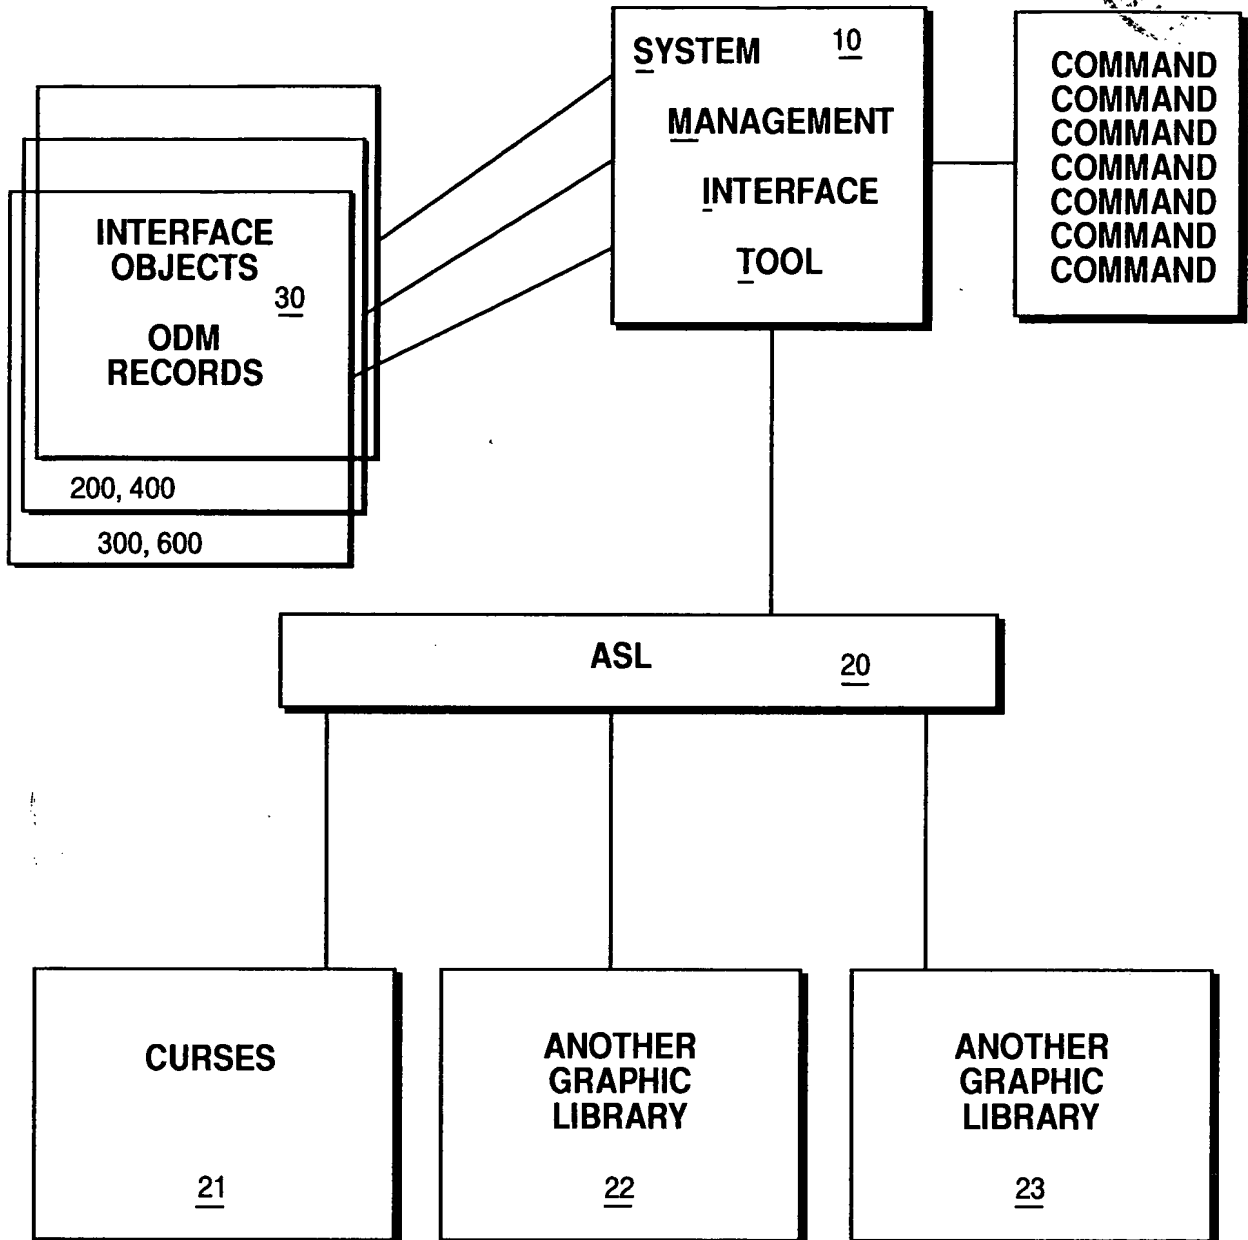 SYSTEM 10
MANAGEMENT
INTERFACE
TOOL
COMMAND
COMMAND
COMMAND
COMMAND
COMMAND
COMMAND
COMMAND
INTERFACE
OBJECTS
30
ODM
RECORDS
200, 400
300, 600
ASL 20
CURSES
21
ANOTHER
GRAPHIC
LIBRARY
22
ANOTHER
GRAPHIC
LIBRARY
23